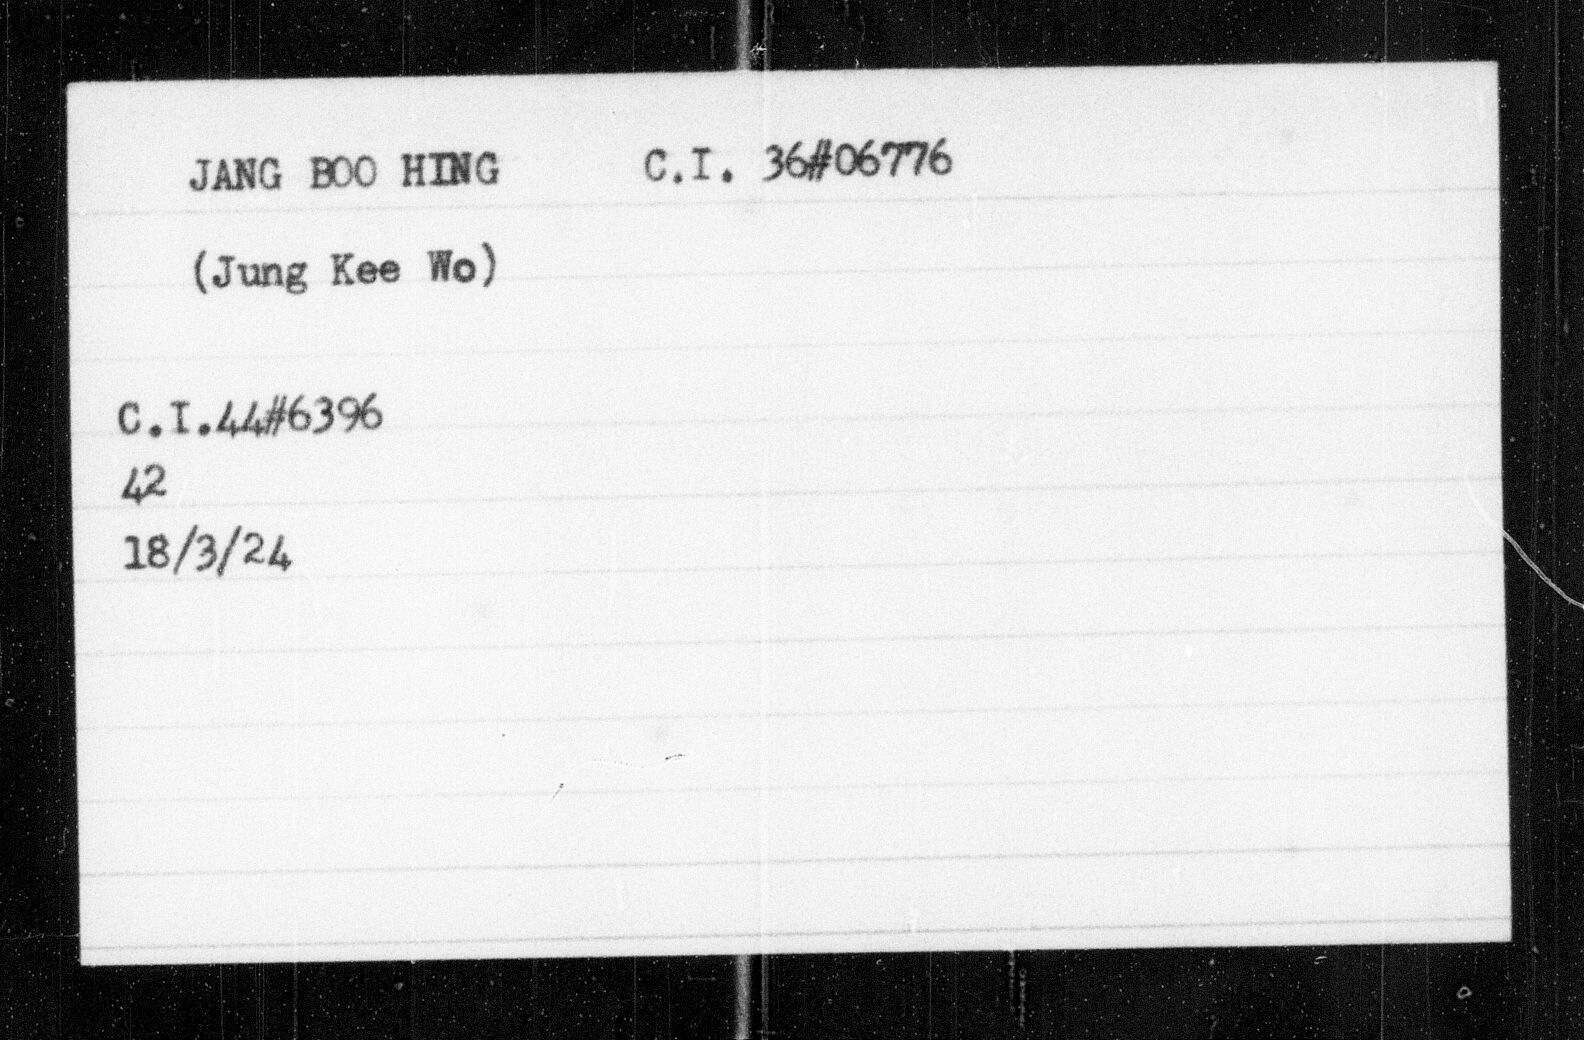 JANG BOO HING C.I. 36#06776
(Jung Kee Wo)
C.I.44#6396
42
18/3/24